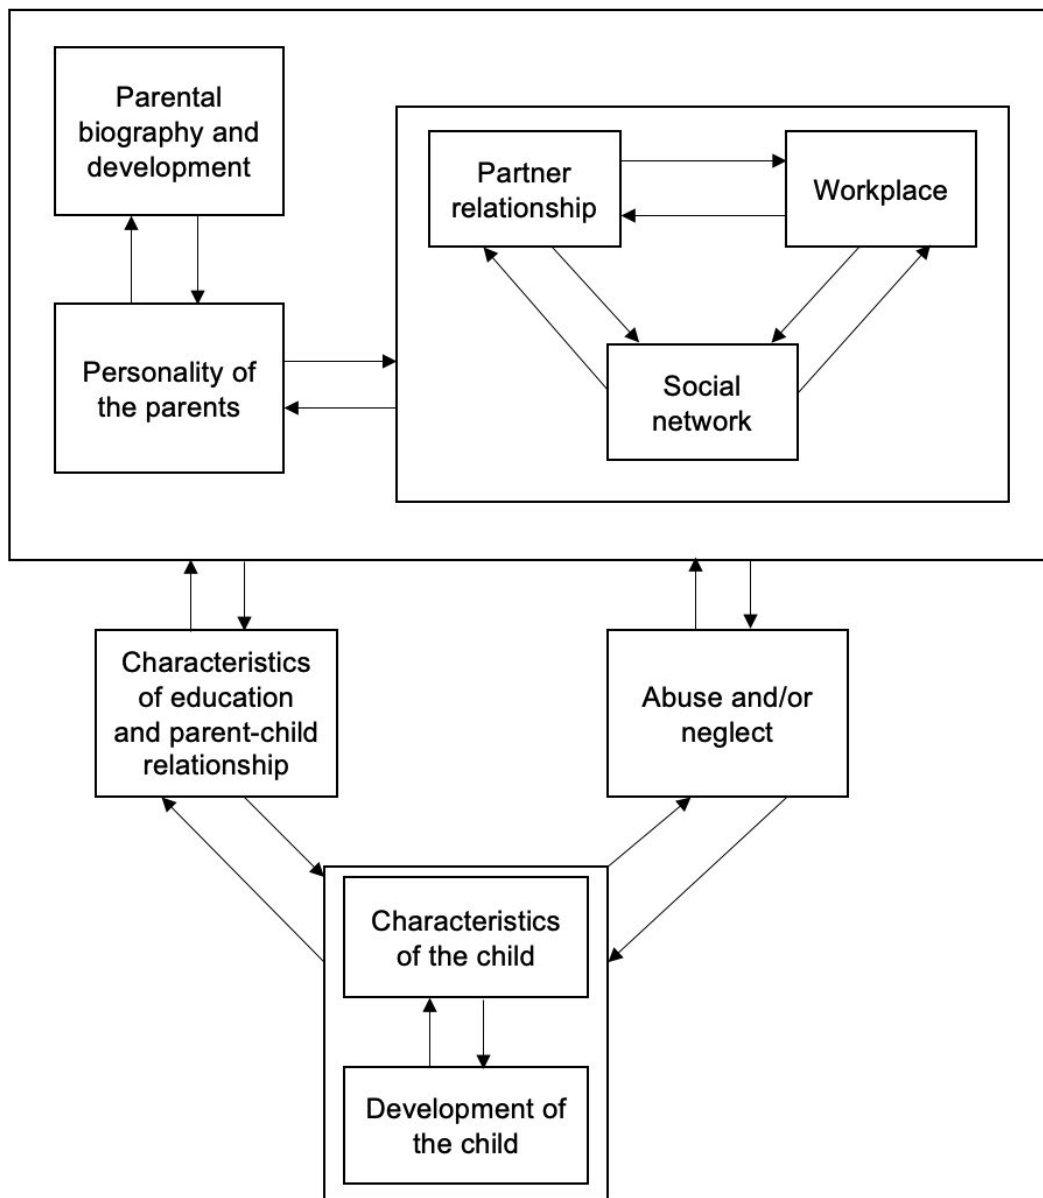 Parental
biography and
development
Partner
relationship
Workplace
Personality of
the parents
Social
network
Characteristics
of education
and parent-child
relationship
Abuse and/or
neglect
Characteristics
of the child
Development of
the child